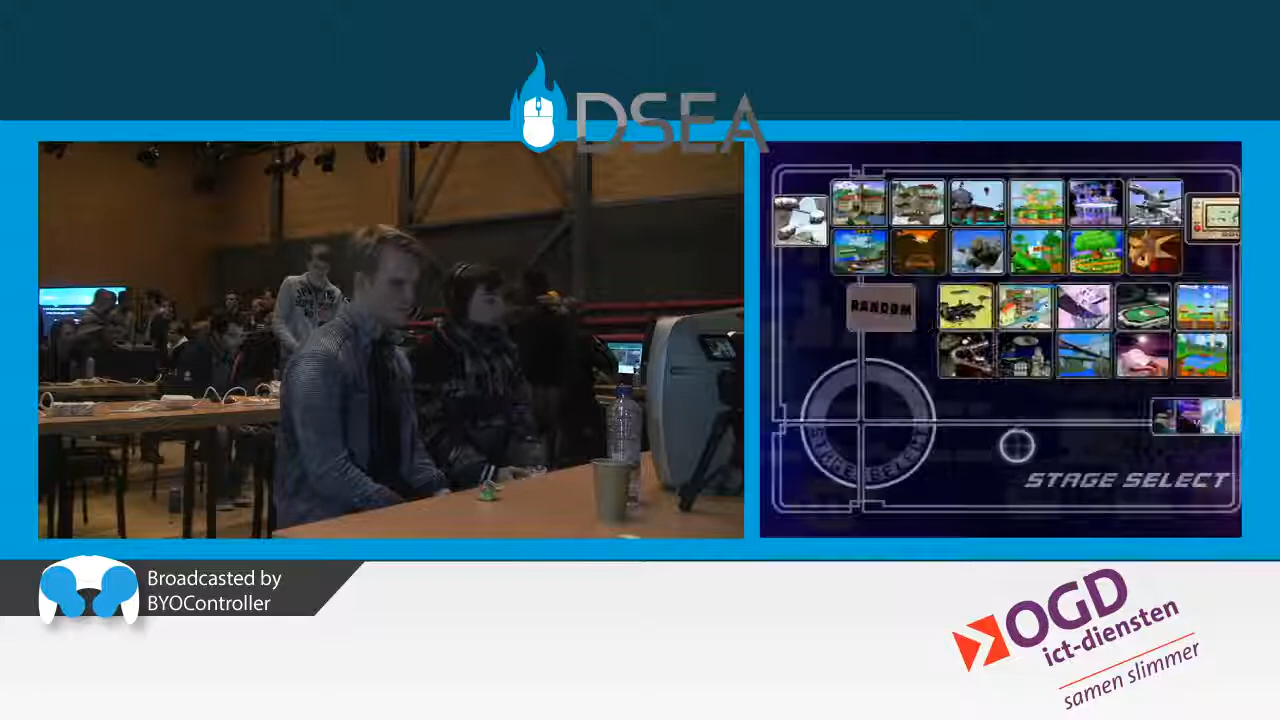 DSEA
RANDOM
STAGE SELECT
Broadcasted by
BYOController
OGD
ict-diensten
samen slimmer